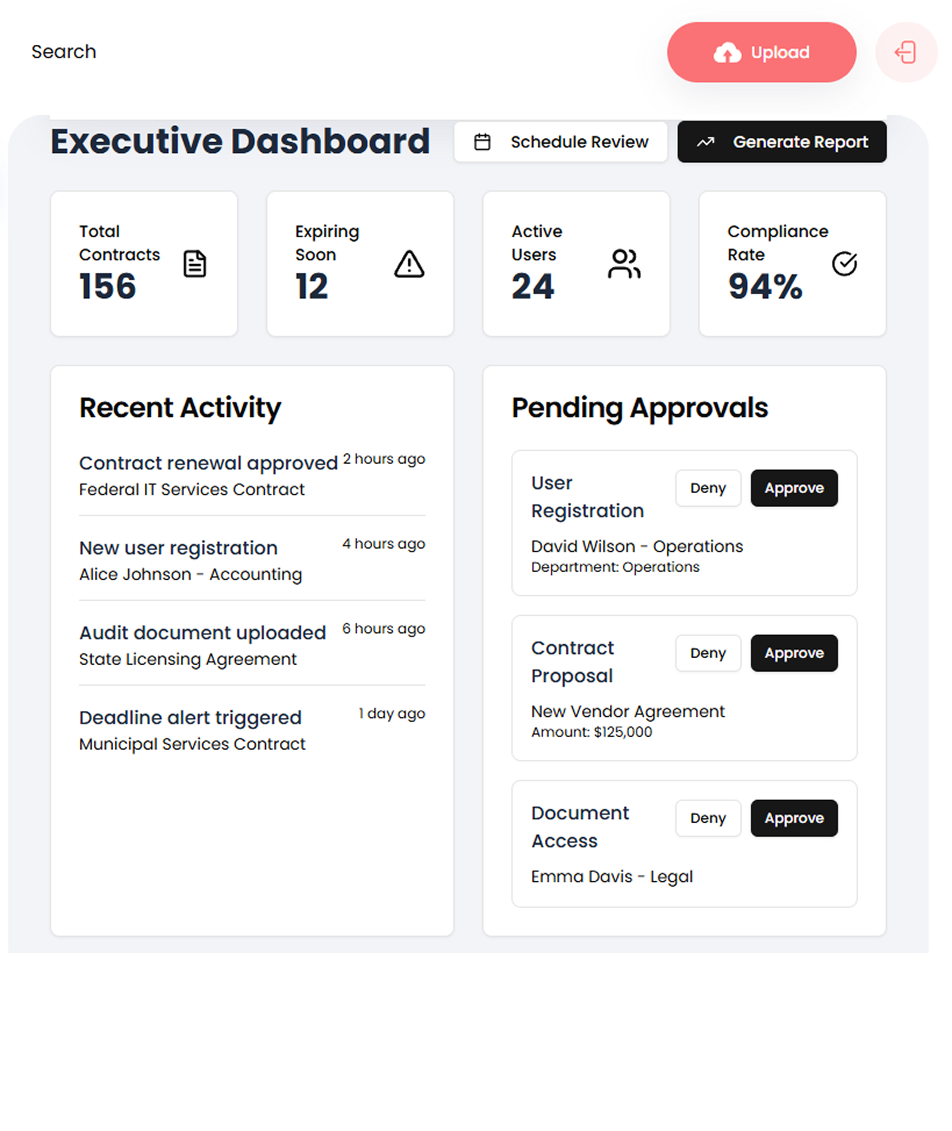 Search
Upload
Executive Dashboard
Schedule Review
Generate Report
Total
Contracts
156
Expiring
Soon
12
Active
Users
24
Compliance
Rate
94%
Recent Activity
Contract renewal approved 2 hours ago
Federal IT Services Contract
New user registration 4 hours ago
Alice Johnson - Accounting
Audit document uploaded 6 hours ago
State Licensing Agreement
Deadline alert triggered 1 day ago
Municipal Services Contract
Pending Approvals
User
Registration
Deny
Approve
David Wilson - Operations
Department: Operations
Contract
Proposal
Deny
Approve
New Vendor Agreement
Amount: $125,000
Document
Access
Deny
Approve
Emma Davis - Legal